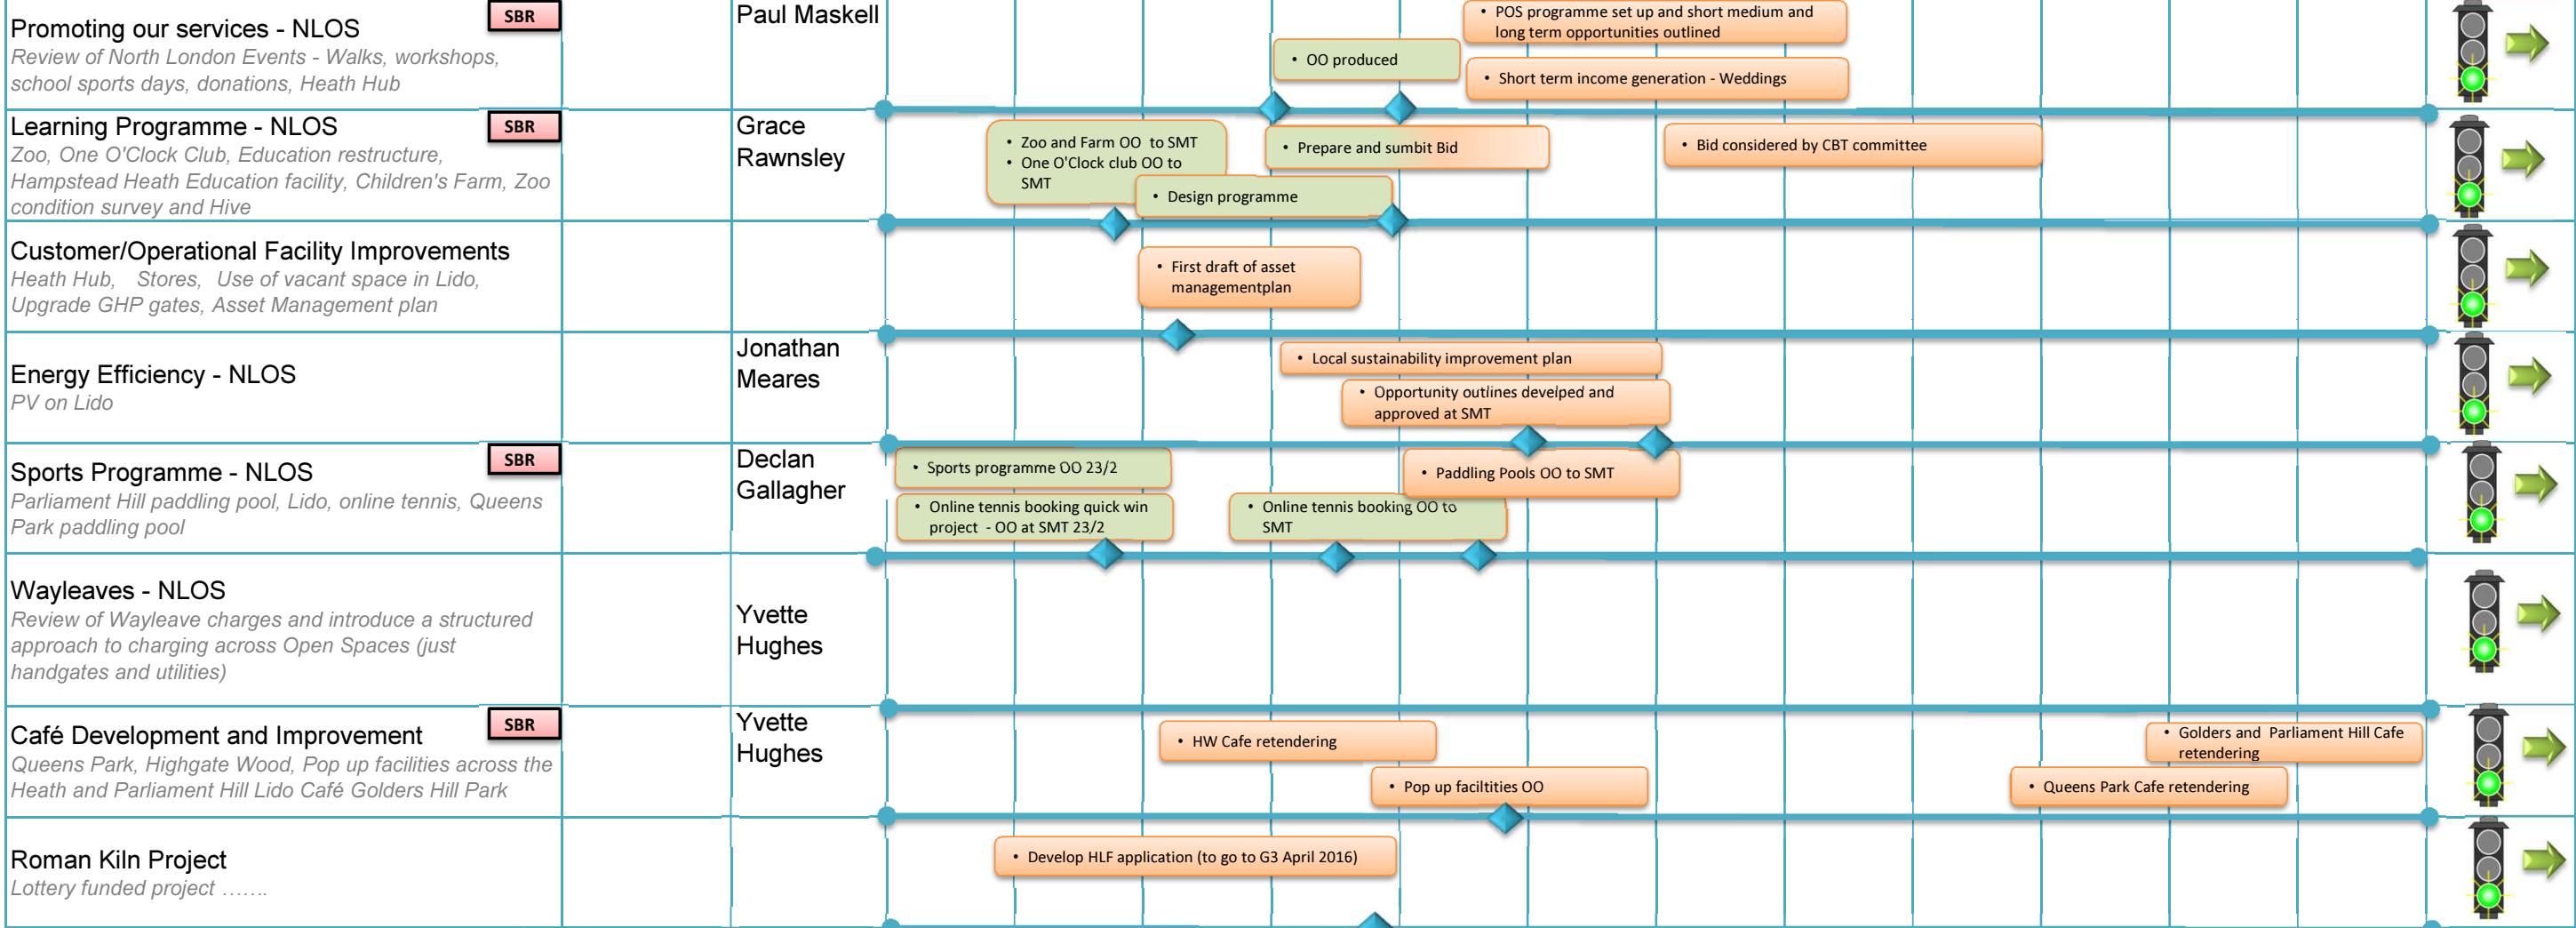 Promoting our services - NLOS
SBR
Review of North London Events - Walks, workshops,
school sports days, donations, Heath Hub
Paul Maskell
• OO produced
• POS programme set up and short medium and
long term opportunities outlined
• Short term income generation - Weddings
Learning Programme - NLOS
SBR
Zoo, One O'Clock Club, Education restructure,
Hampstead Heath Education facility, Children's Farm, Zoo
condition survey and Hive
Grace
Rawnsley
• Zoo and Farm OO to SMT
• One O'Clock club OO to
SMT
• Design programme
• Prepare and sumbit Bid
• Bid considered by CBT committee
Customer/Operational Facility Improvements
Heath Hub, Stores, Use of vacant space in Lido,
Upgrade GHP gates, Asset Management plan
• First draft of asset
managementplan
Energy Efficiency - NLOS
PV on Lido
Jonathan
Meares
• Local sustainability improvement plan
• Opportunity outlines develped and
approved at SMT
Sports Programme - NLOS
SBR
Parliament Hill paddling pool, Lido, online tennis, Queens
Park paddling pool
Declan
Gallagher
• Sports programme OO 23/2
• Online tennis booking quick win
project - OO at SMT 23/2
• Online tennis booking OO to
SMT
• Paddling Pools OO to SMT
Wayleaves - NLOS
Review of Wayleave charges and introduce a structured
approach to charging across Open Spaces (just
handgates and utilities)
Yvette
Hughes
Café Development and Improvement
SBR
Queens Park, Highgate Wood, Pop up facilities across the
Heath and Parliament Hill Lido Café Golders Hill Park
Yvette
Hughes
• HW Cafe retendering
• Pop up faciltities OO
• Golders and Parliament Hill Cafe
retendering
• Queens Park Cafe retendering
Roman Kiln Project
Lottery funded project …….
• Develop HLF application (to go to G3 April 2016)